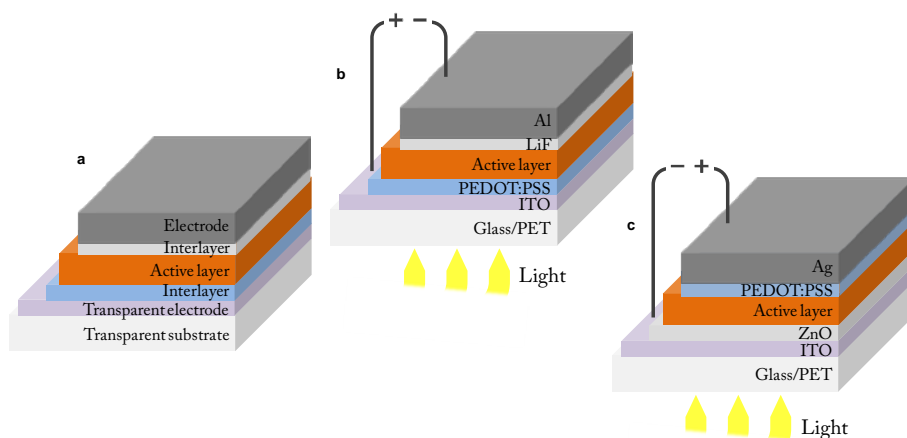 a
Electrode
Interlayer
Active layer
Interlayer
Transparent electrode
Transparent substrate
b
+ −
Al
LiF
Active layer
PEDOT:PSS
ITO
Glass/PET
Light
c
− +
Ag
PEDOT:PSS
Active layer
ZnO
ITO
Glass/PET
Light